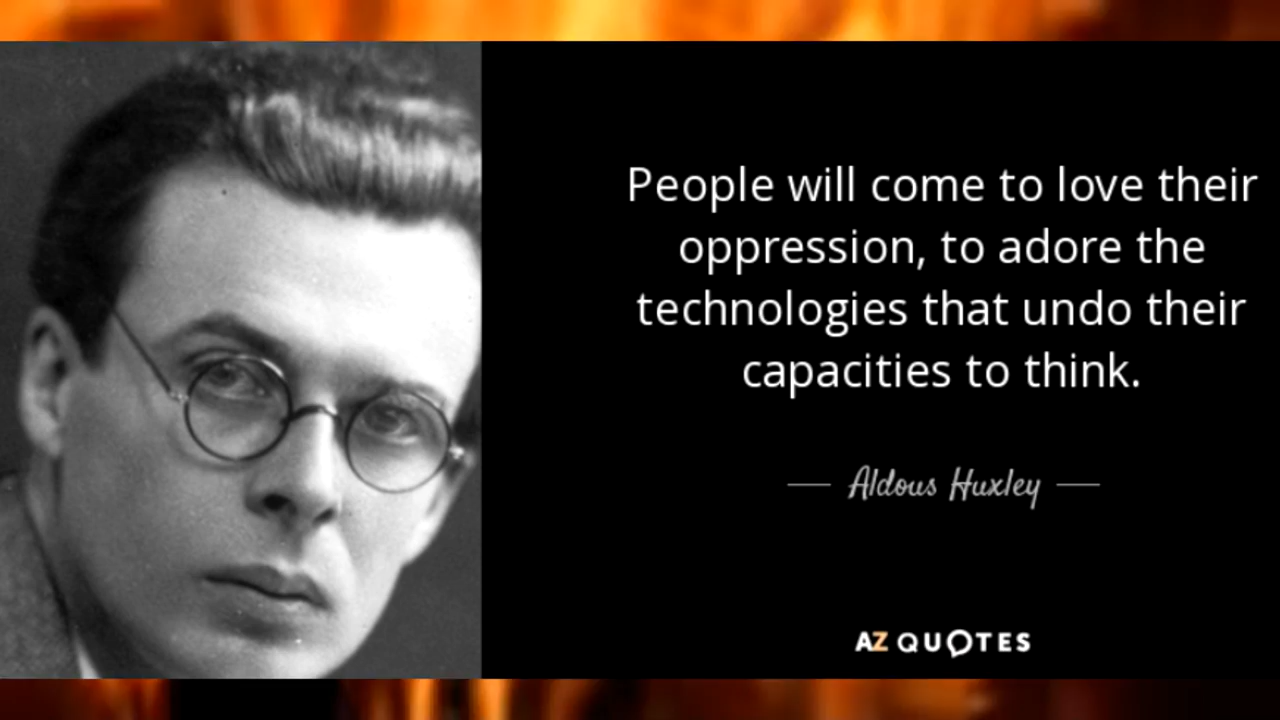 People will come to love their
oppression, to adore the
technologies that undo their
capacities to think.
Aldous Huxley
AZ QUOTES